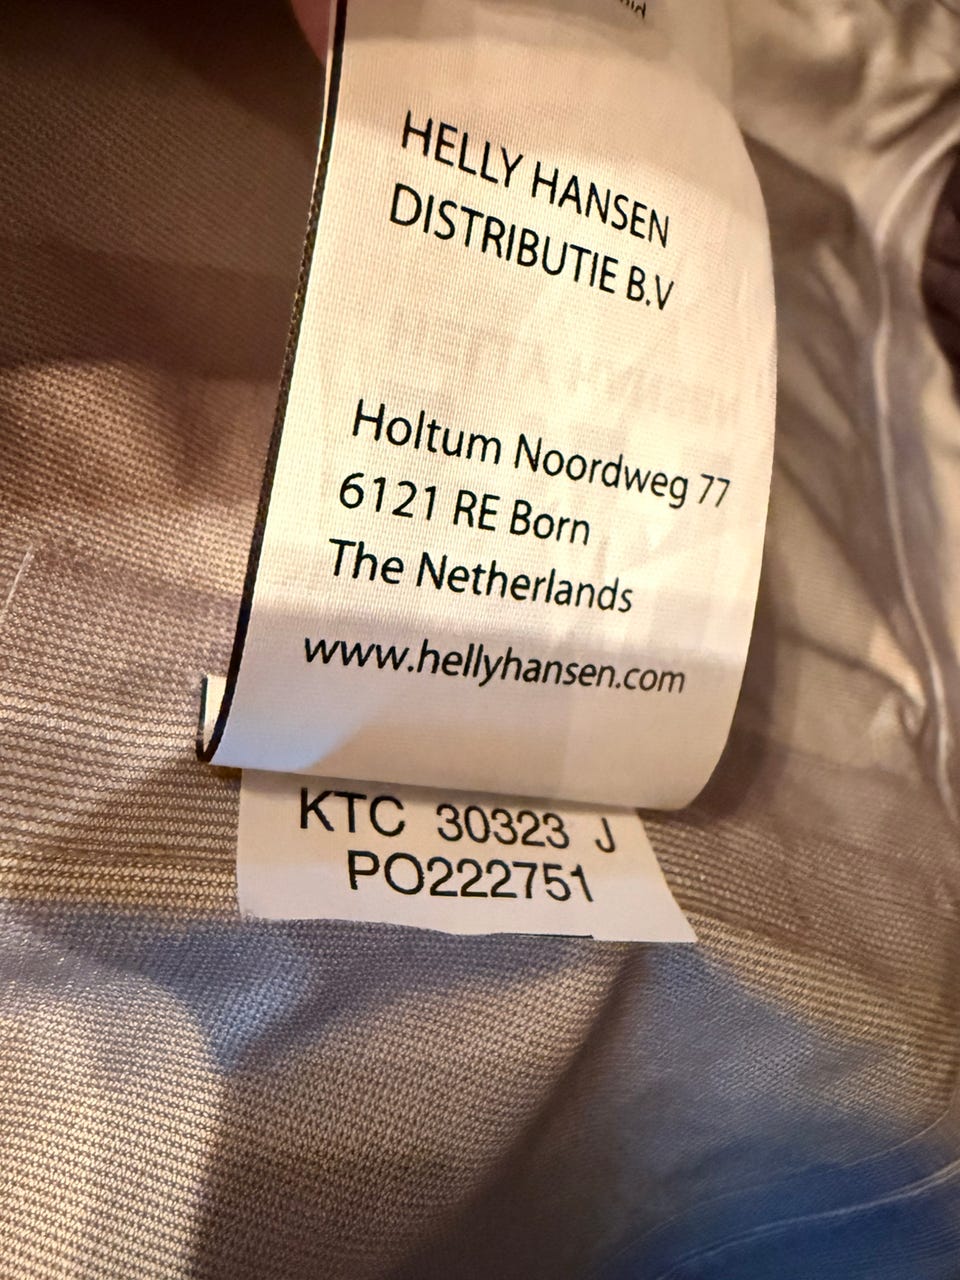 HELLY HANSEN
DISTRIBUTIE B.V
Holtum Noordweg 77
6121 RE Born
The Netherlands
www.hellyhansen.com
KTC 30323 J
PO222751